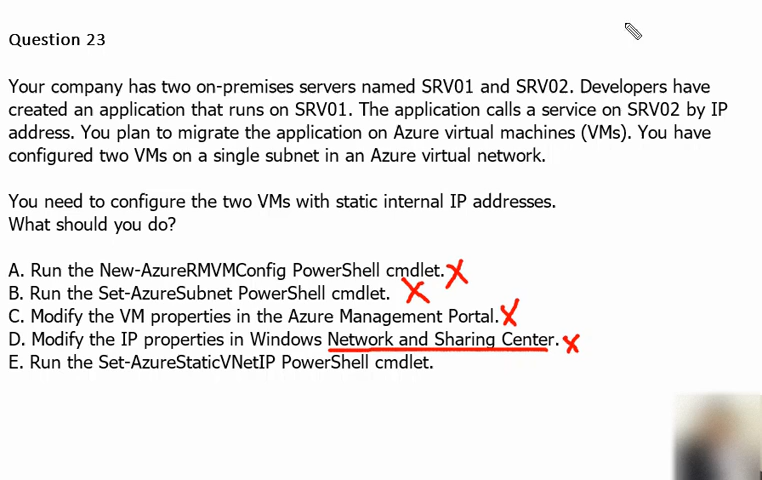 Question 23
Your company has two on-premises servers named SRV01 and SRV02. Developers have
created an application that runs on SRV01. The application calls a service on SRV02 by IP
address. You plan to migrate the application on Azure virtual machines (VMs). You have
configured two VMs on a single subnet in an Azure virtual network.
You need to configure the two VMs with static internal IP addresses.
What should you do?
A. Run the New-AzureRMVMConfig PowerShell cmdlet.
B. Run the Set-AzureSubnet PowerShell cmdlet.
C. Modify the VM properties in the Azure Management Portal.
D. Modify the IP properties in Windows Network and Sharing Center.
E. Run the Set-AzureStaticVNetIP PowerShell cmdlet.